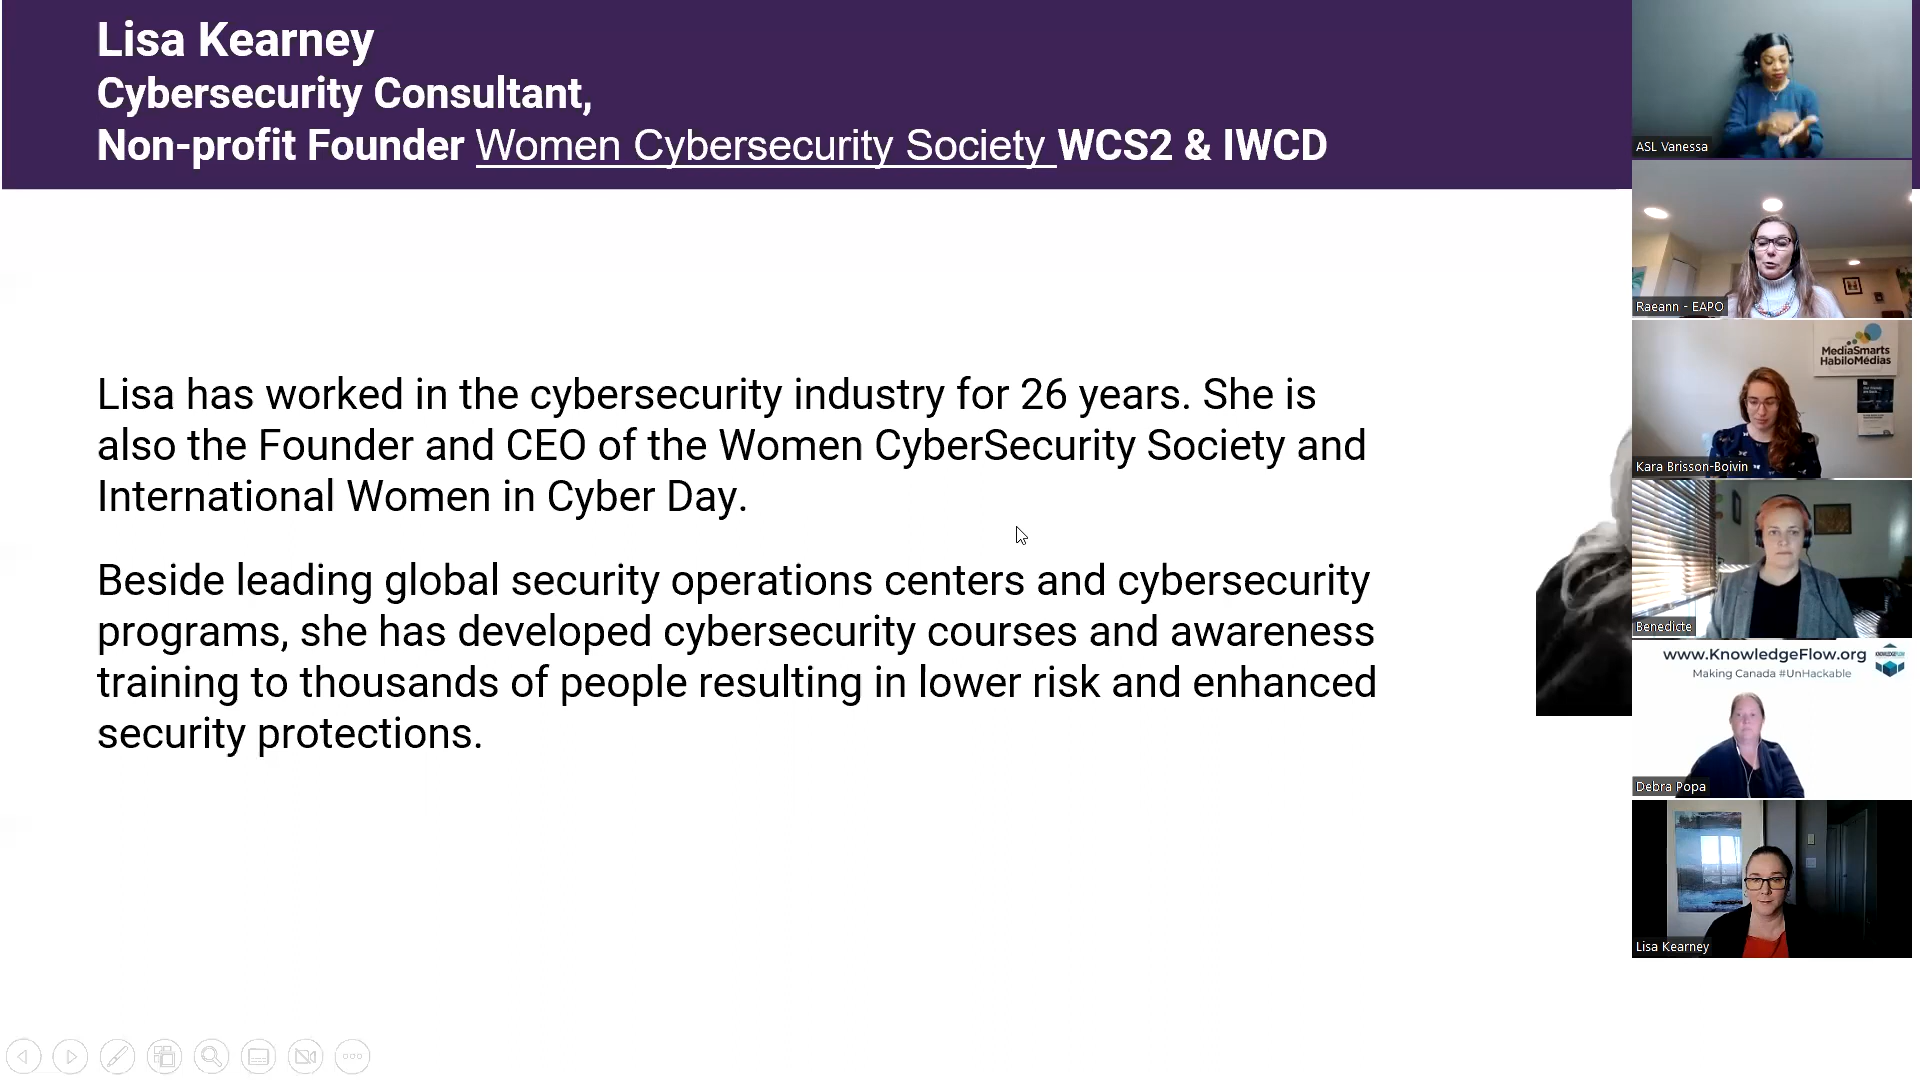 Lisa Kearney
Cybersecurity Consultant,
Non-profit Founder Women Cybersecurity Society WCS2 & IWCD
Lisa has worked in the cybersecurity industry for 26 years. She is
also the Founder and CEO of the Women CyberSecurity Society and
International Women in Cyber Day.
Beside leading global security operations centers and cybersecurity
programs, she has developed cybersecurity courses and awareness
training to thousands of people resulting in lower risk and enhanced
security protections.
ASL Vanessa
Raeann - EAPO
MediaSmarts
HabiloMédias
Kara Brisson-Boivin
Benedicte
www.KnowledgeFlow.org
Making Canada #UnHackable
Debra Popa
Lisa Kearney